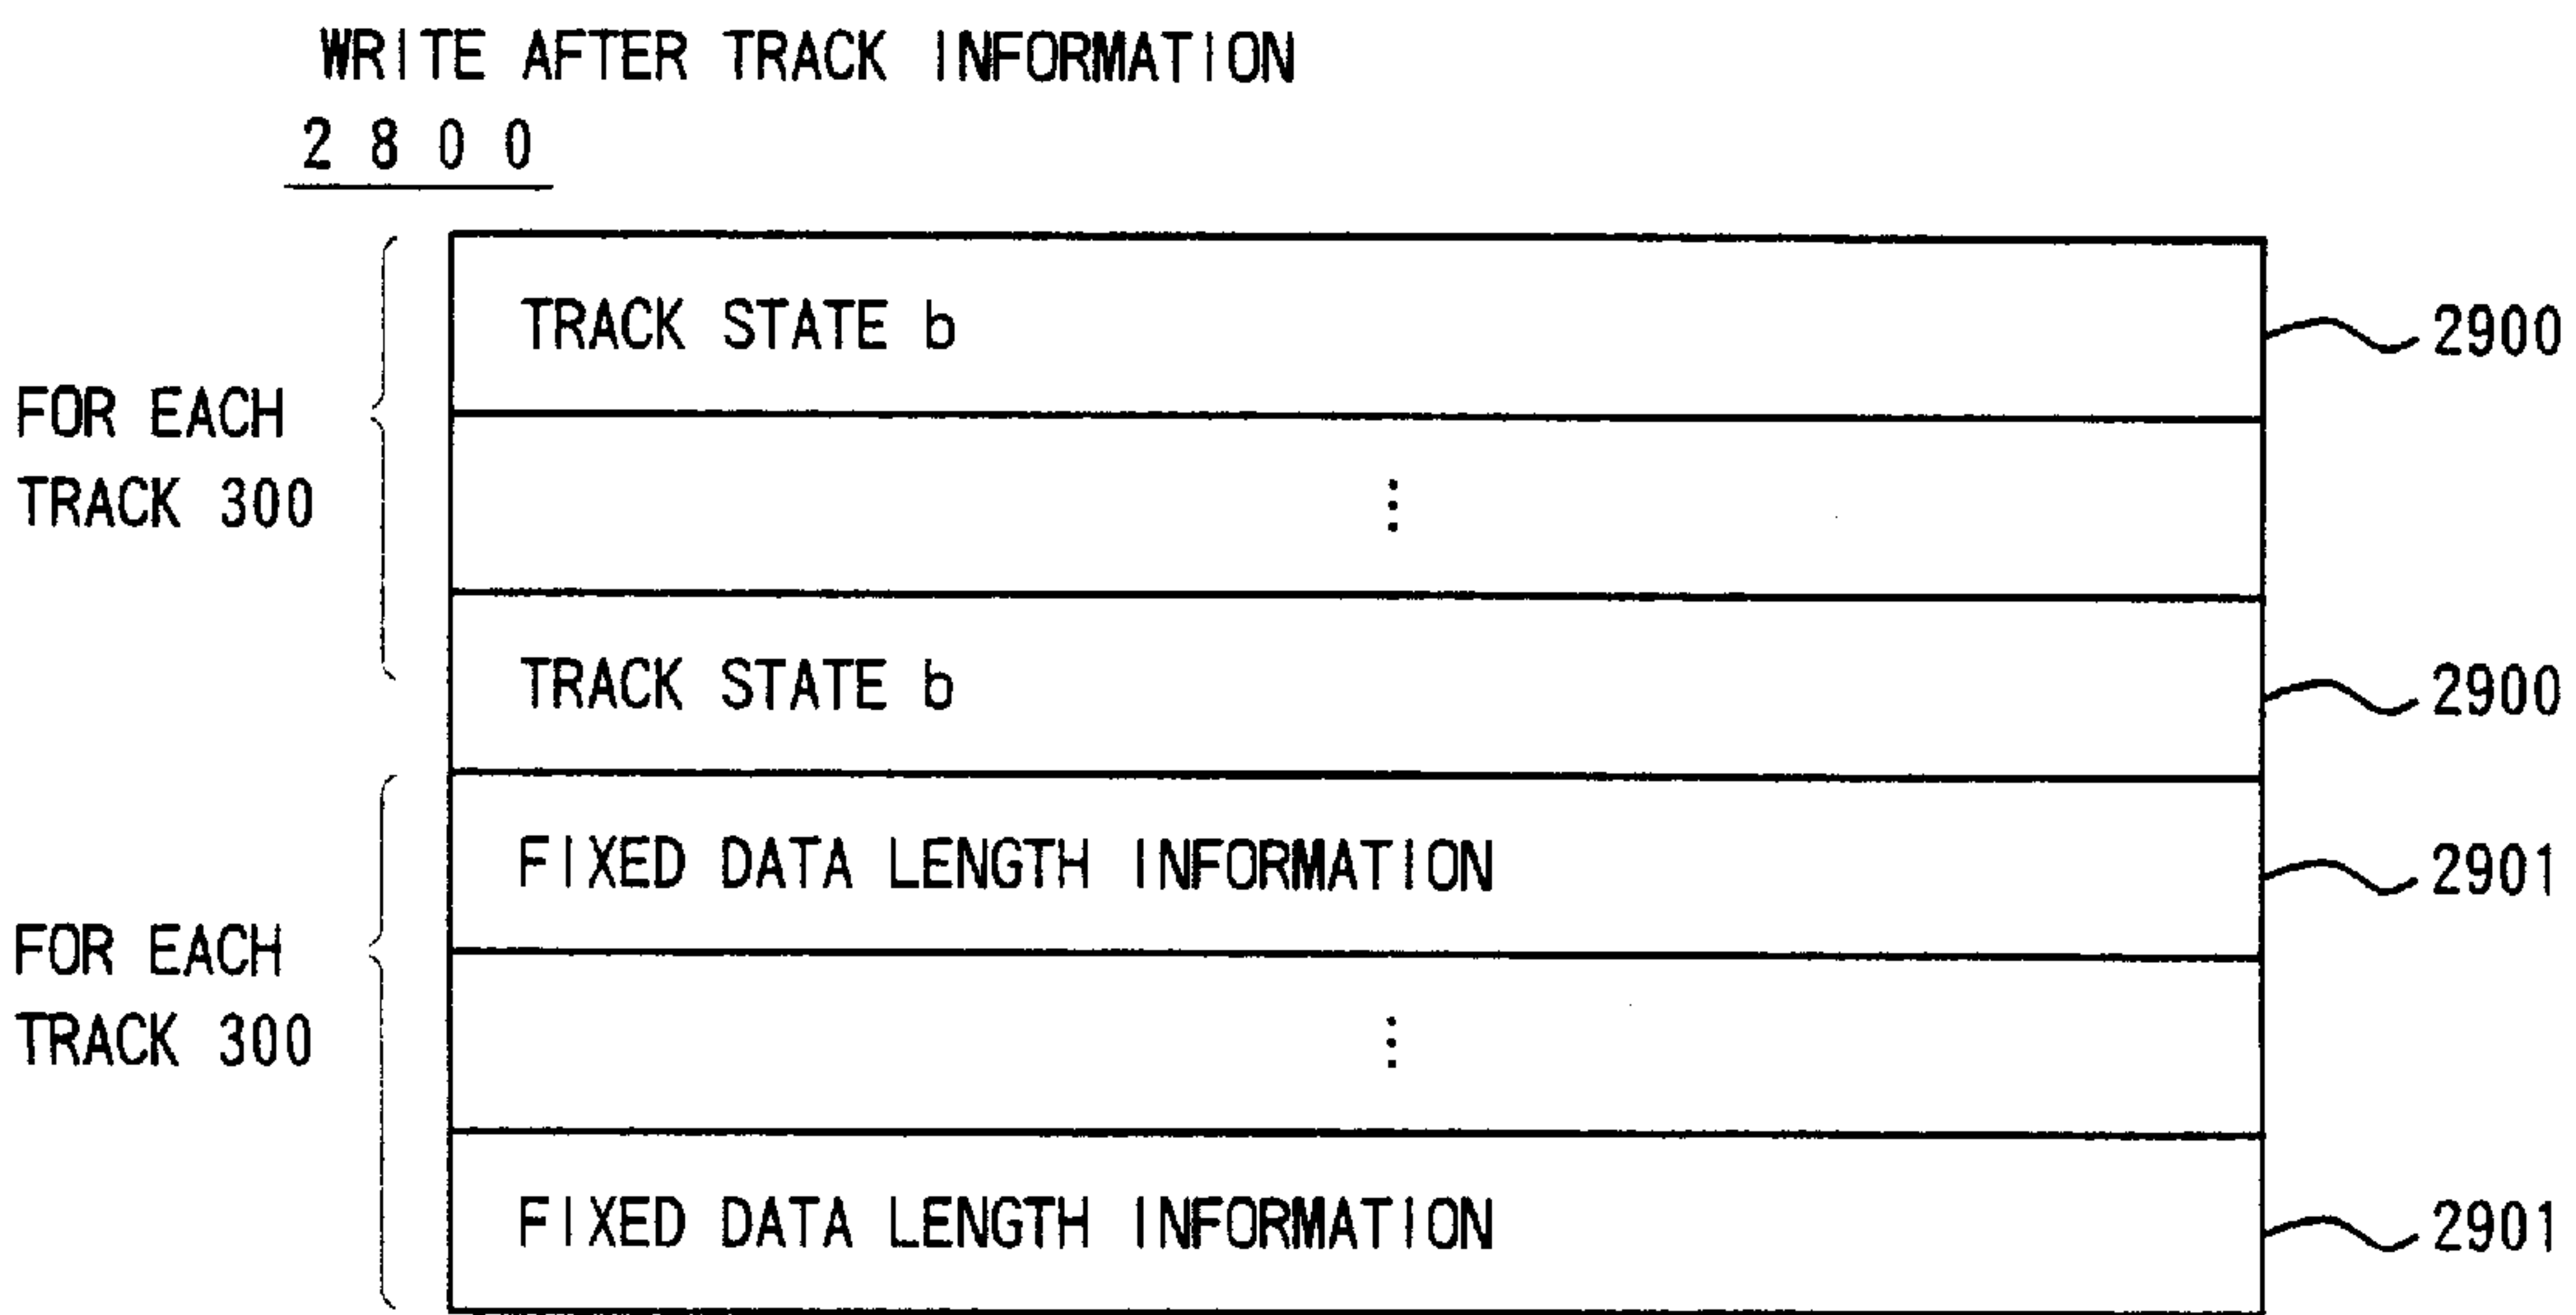 WRITE AFTER TRACK INFORMATION
2800
TRACK STATE b
2900
FOR EACH
TRACK 300
⋮
TRACK STATE b
2900
FIXED DATA LENGTH INFORMATION
2901
FOR EACH
TRACK 300
⋮
FIXED DATA LENGTH INFORMATION
2901